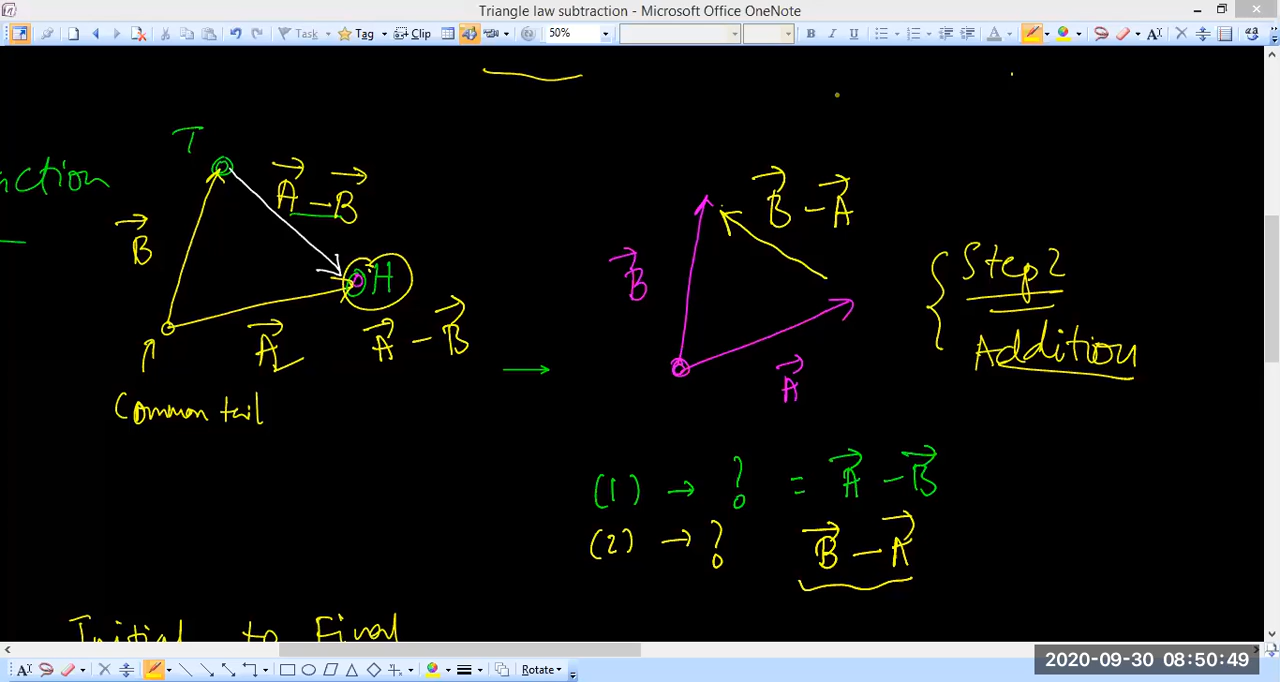 Triangle law subtraction - Microsoft Office OneNote
Task Tag Clip 50% B I U A
T
nction
A⃗ – B⃗
B⃗
H
A⃗
A⃗ – B⃗
Common tail
B⃗ – A⃗
B⃗
A⃗
Step 2
Addition
(1) → ? = A⃗ – B⃗
(2) → ? B⃗ – A⃗
Initial to Final
2020-09-30 08:50:49
Rotate